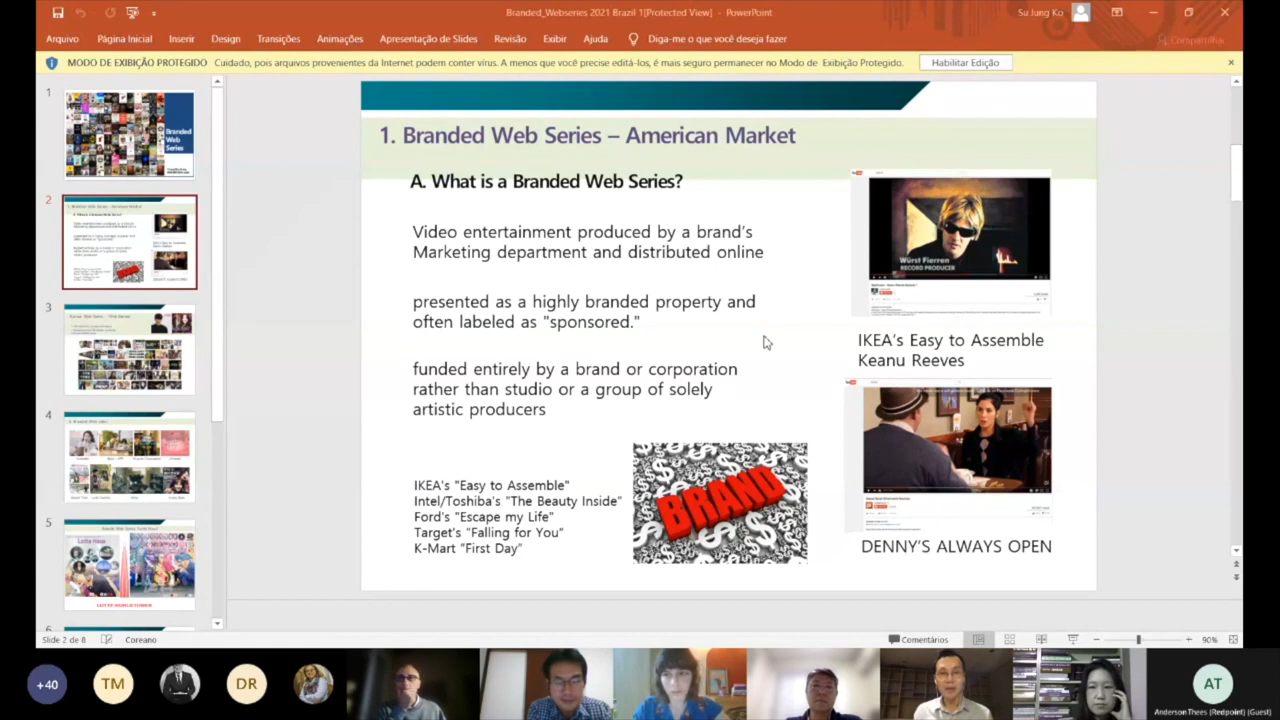 Branded_Webseries 2021 Brazil 1[Protected View] - PowerPoint
Su Jung Ko
Arquivo Página Inicial Inserir Design Transições Animações Apresentação de Slides Revisão Exibir Ajuda Diga-me o que você deseja fazer
Compartilhar
MODO DE EXIBIÇÃO PROTEGIDO Cuidado, pois arquivos provenientes da Internet podem conter vírus. A menos que você precise editá-los, é mais seguro permanecer no Modo de Exibição Protegido. Habilitar Edição
1
Branded
Web
Series
2
3
4
5
1. Branded Web Series – American Market
A. What is a Branded Web Series?
Video entertainment produced by a brand's
Marketing department and distributed online
presented as a highly branded property and
often labeled as "sponsored."
funded entirely by a brand or corporation
rather than studio or a group of solely
artistic producers
IKEA's "Easy to Assemble"
Intel/Toshiba's "The Beauty Inside"
Ford's "Escape my Life"
Target's "Falling for You"
K-Mart "First Day"
BRAND
Würst Fierren
RECORD PRODUCER
IKEA's Easy to Assemble
Keanu Reeves
DENNY'S ALWAYS OPEN
Slide 2 de 8 Coreano
Comentários
90%
+40
TM
DR
AT
Anderson Thees (Redpoint) (Guest)